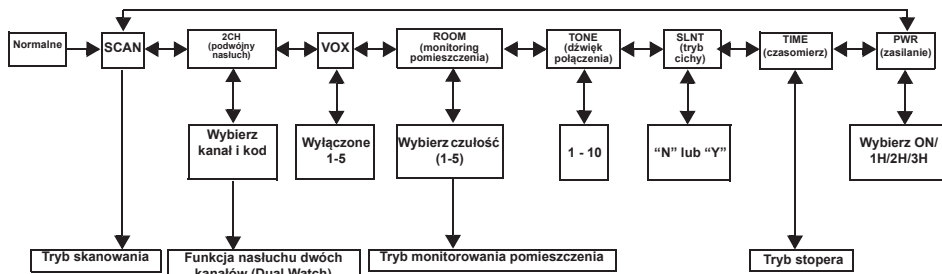 Normalne
SCAN
2CH
(podwójny
nasłuch)
VOX
ROOM
(monitoring
pomieszczenia)
TONE
(dźwięk
połączenia)
SLNT
(tryb
cichy)
TIME
(czasomierz)
PWR
(zasilanie)
Wybierz
kanał i kod
Wyłączone
1-5
Wybierz czułość
(1-5)
1 - 10
“N” lub “Y”
Wybierz ON/
1H/2H/3H
Tryb skanowania
Funkcja nasłuchu dwóch
kanałów (Dual Watch)
Tryb monitorowania pomieszczenia
Tryb stopera